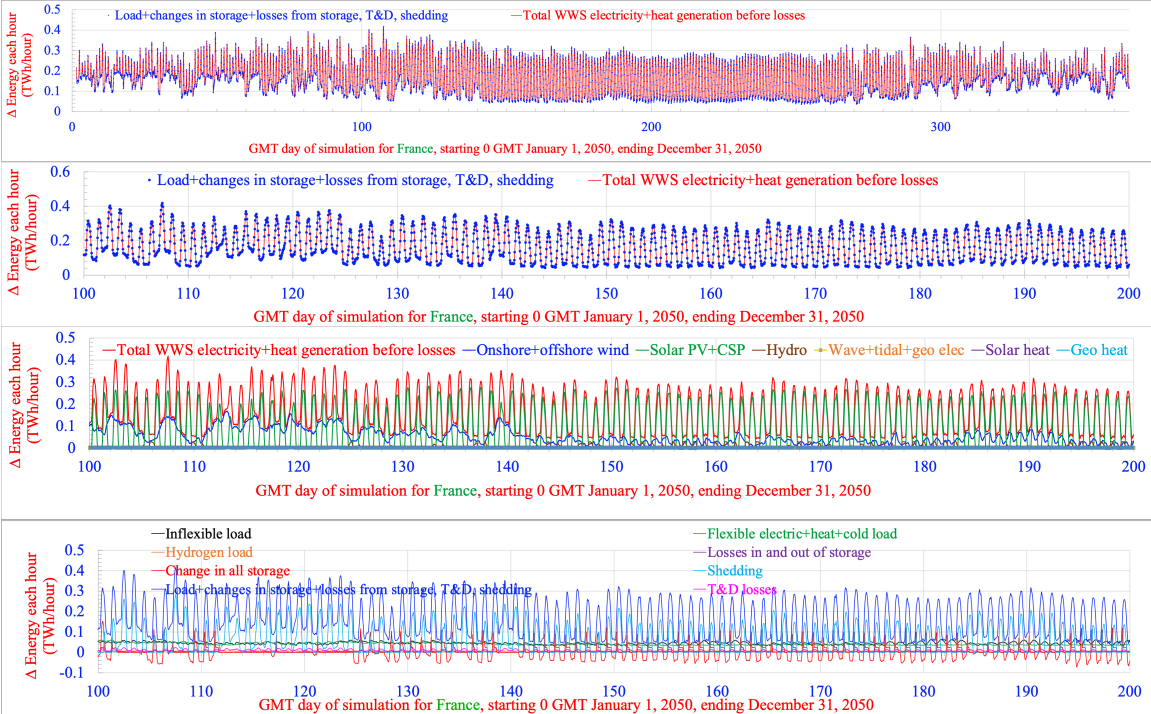 Load+changes in storage+losses from storage, T&D, shedding
Total WWS electricity+heat generation before losses
Δ Energy each hour
(TWh/hour)
0.5
0.4
0.3
0.2
0.1
0
0 100 200 300
GMT day of simulation for France, starting 0 GMT January 1, 2050, ending December 31, 2050
Load+changes in storage+losses from storage, T&D, shedding
Total WWS electricity+heat generation before losses
Δ Energy each hour
(TWh/hour)
0.6
0.4
0.2
0
100 110 120 130 140 150 160 170 180 190 200
GMT day of simulation for France, starting 0 GMT January 1, 2050, ending December 31, 2050
Total WWS electricity+heat generation before losses Onshore+offshore wind Solar PV+CSP Hydro Wave+tidal+geo elec Solar heat Geo heat
Δ Energy each hour
(TWh/hour)
0.5
0.4
0.3
0.2
0.1
0
100 110 120 130 140 150 160 170 180 190 200
GMT day of simulation for France, starting 0 GMT January 1, 2050, ending December 31, 2050
Inflexible load
Flexible electric+heat+cold load
Hydrogen load
Losses in and out of storage
Change in all storage
Shedding
Load+changes in storage+losses from storage, T&D, shedding
T&D losses
Δ Energy each hour
(TWh/hour)
0.5
0.4
0.3
0.2
0.1
0
-0.1
100 110 120 130 140 150 160 170 180 190 200
GMT day of simulation for France, starting 0 GMT January 1, 2050, ending December 31, 2050